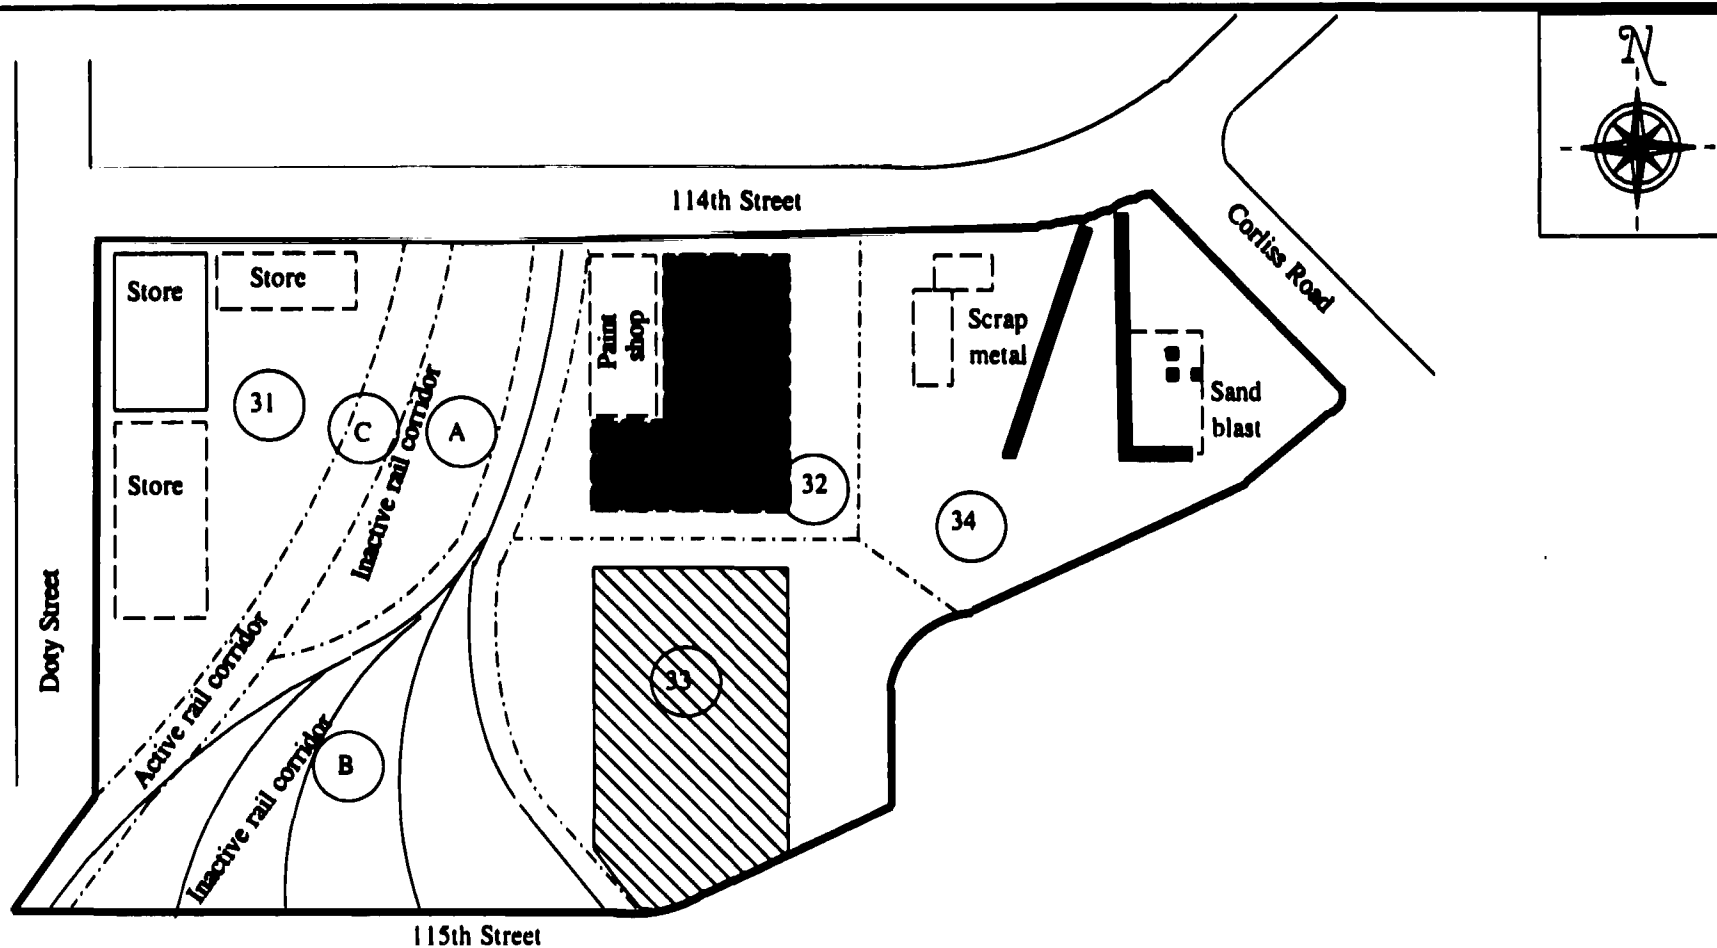 N
114th Street
Corliss Road
Store
Store
Paint
shop
Scrap
metal
Sand
blast
31
C
Inactive rail corridor
A
Store
32
34
Doty Street
Active rail corridor
33
Inactive rail corridor
B
115th Street